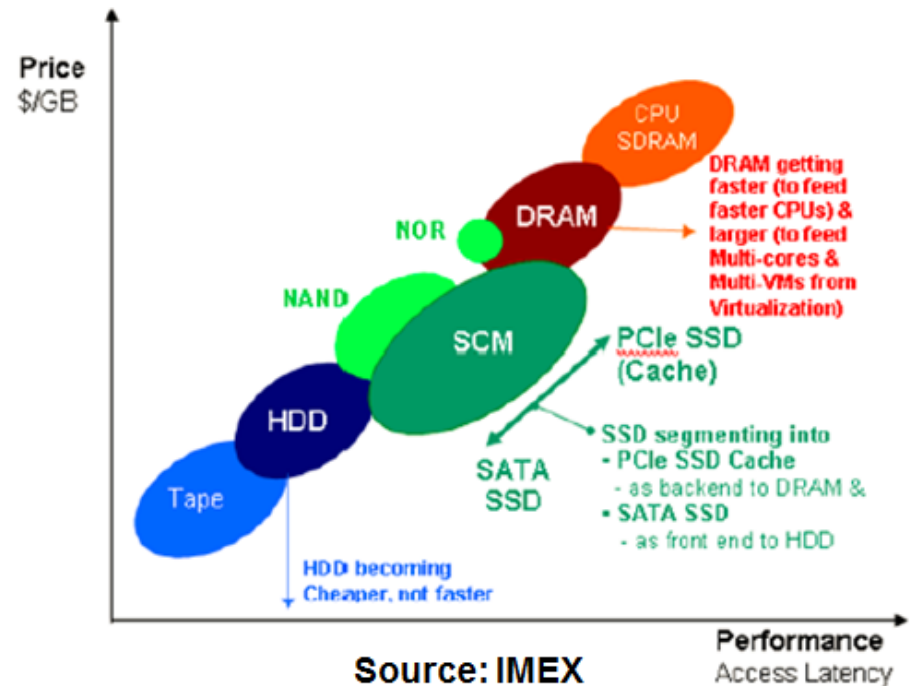 Price
$/GB
CPU
SDRAM
DRAM
NOR
DRAM getting
faster (to feed
faster CPUs) &
larger (to feed
Multi-cores &
Multi-VMs from
Virtualization)
NAND
SCM
PCIe SSD
(Cache)
HDD
SATA
SSD
SSD segmenting into
- PCIe SSD Cache
- as backend to DRAM &
• SATA SSD
- as front end to HDD
Tape
HDD becoming
Cheaper, not faster
Performance
Access Latency
Source: IMEX